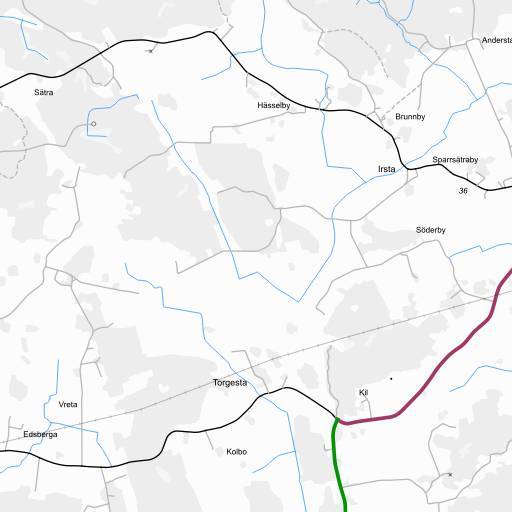 Andersta
Sätra
Hässelby
Brunnby
Sparrsätraby
Irsta
36
Söderby
Torgesta
Kil
Vreta
Edsberga
Kolbo